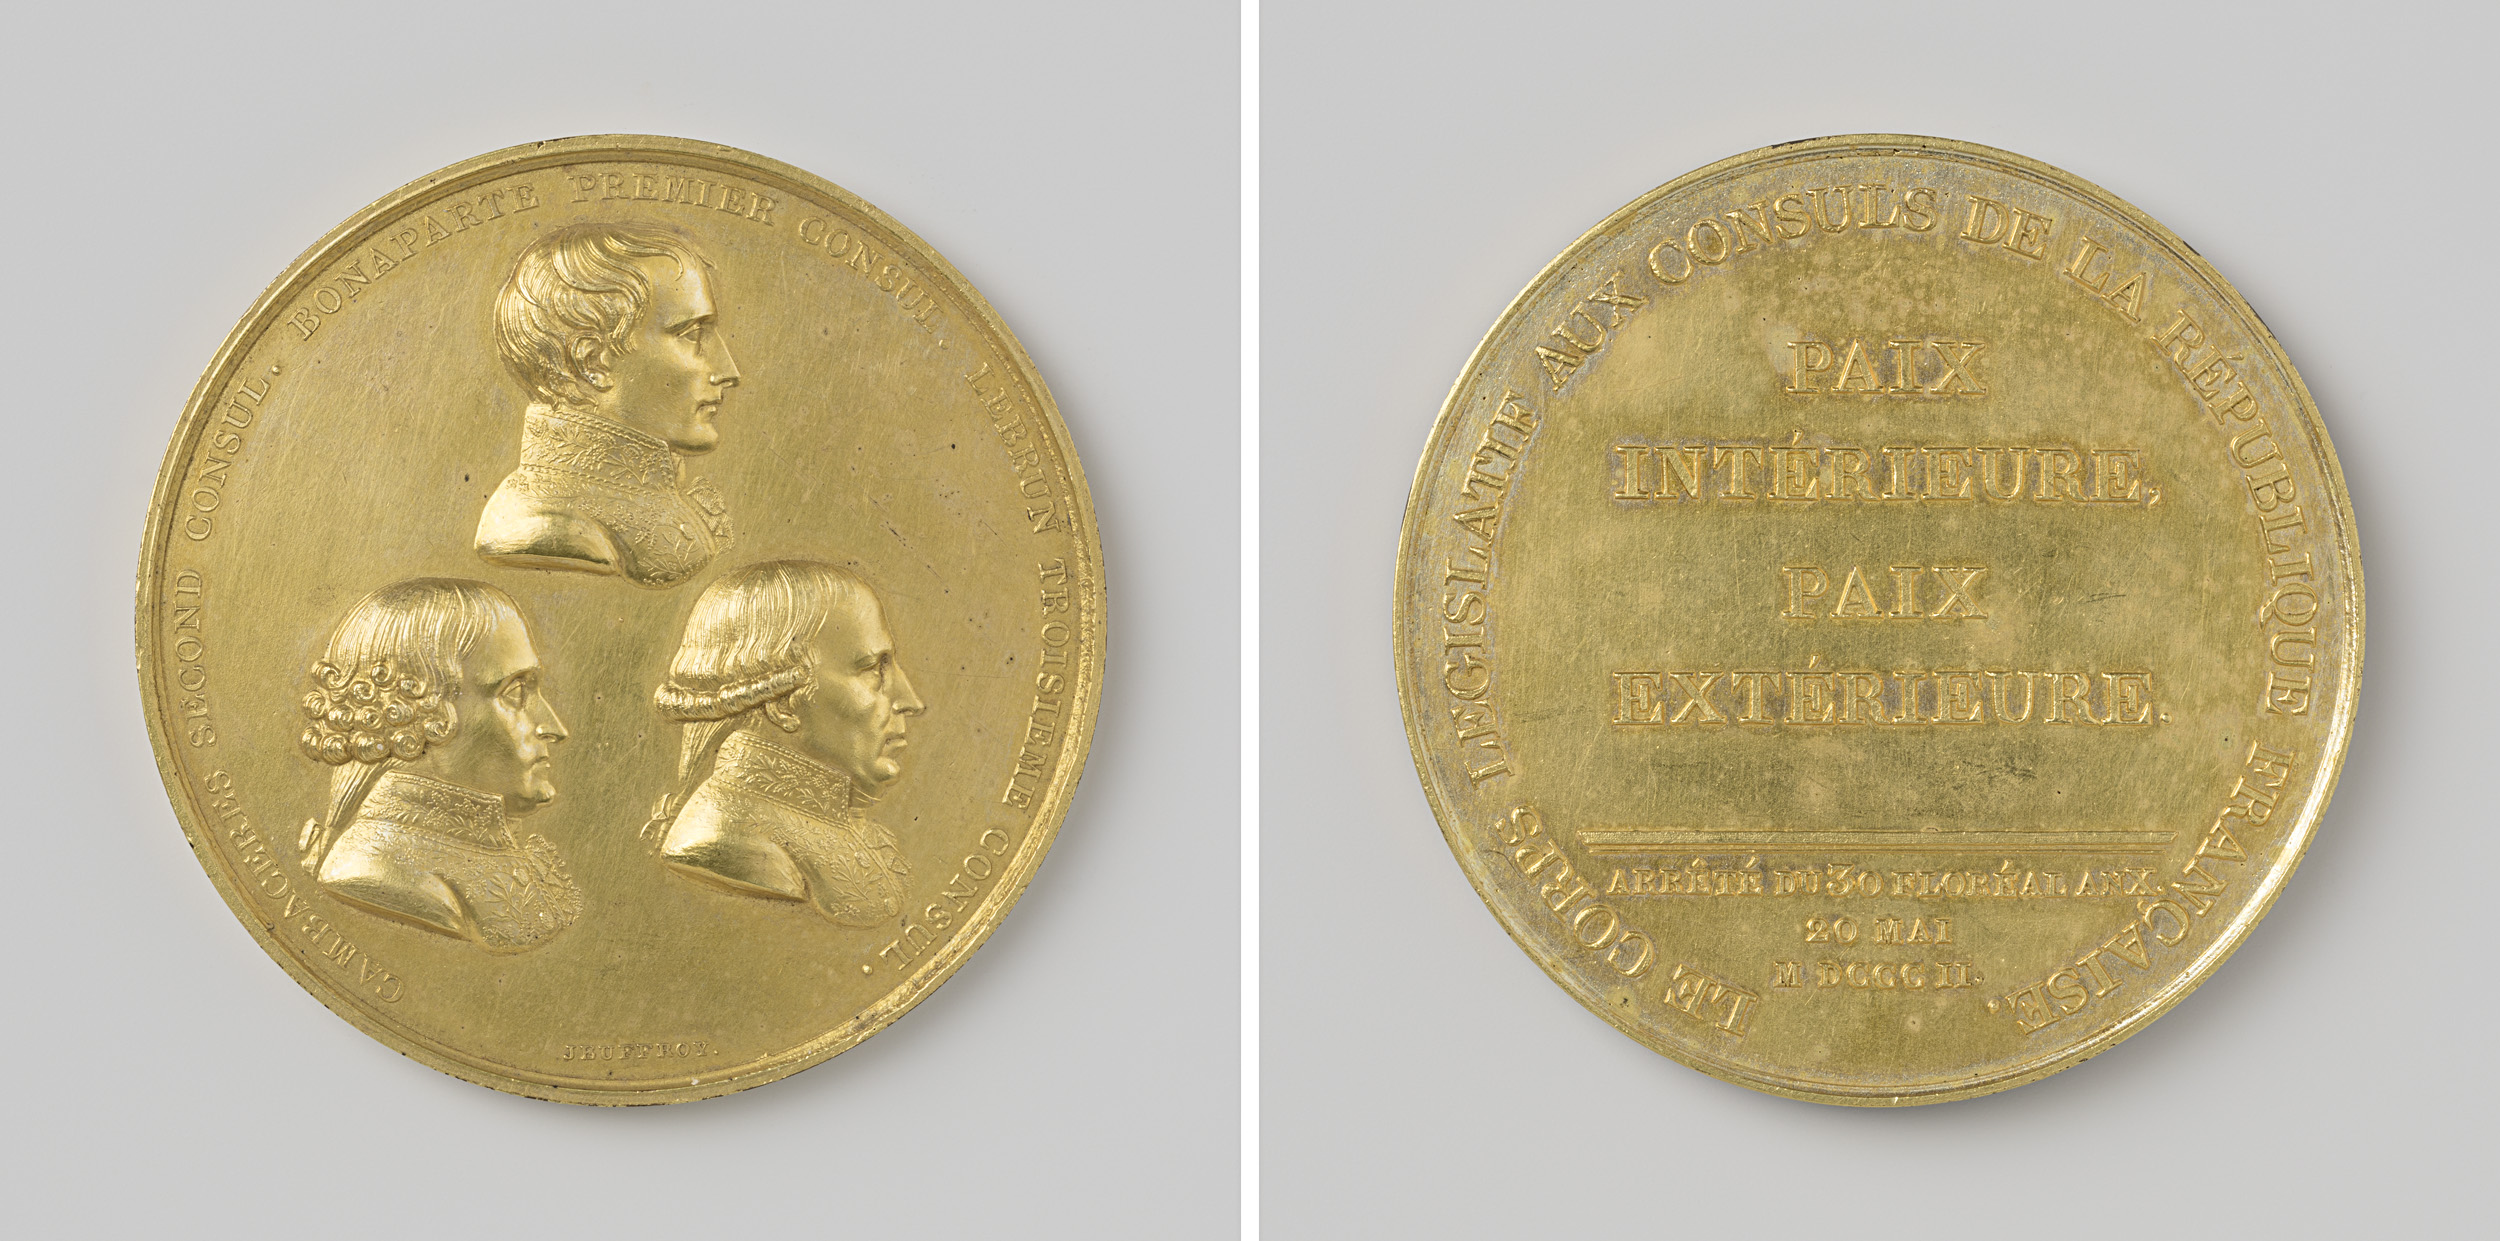 CAMBACERES SECOND CONSUL. BONAPARTE PREMIER CONSUL. LEBRUN TROISIEME CONSUL.
JEUFFROY.
LE CORPS LEGISLATIF AUX CONSULS DE LA RÉPUBLIQUE FRANÇAISE.
PAIX
INTÉRIEURE,
PAIX
EXTÉRIEURE.
ARRÊTÉ DU 30 FLORÉAL AN X.
20 MAI
M DCCC II.